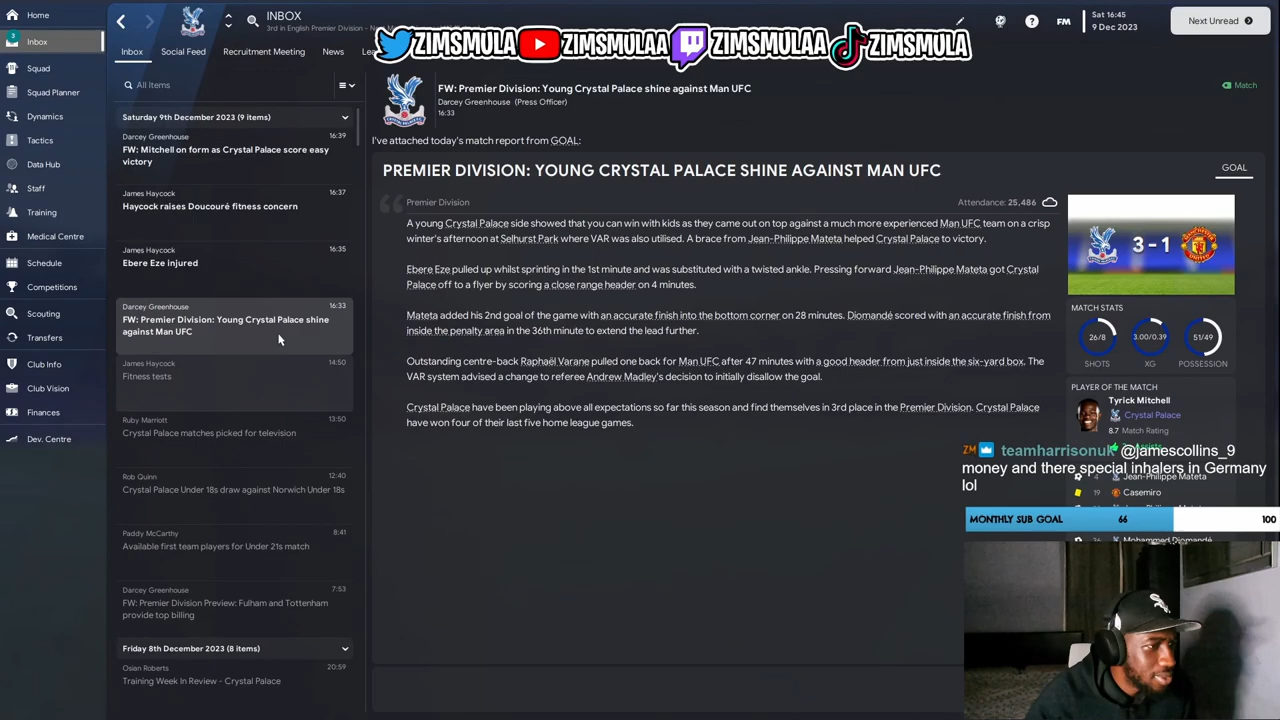 Home
3
Inbox
Squad
Squad Planner
Dynamics
Tactics
Data Hub
Staff
Training
Medical Centre
Schedule
Competitions
Scouting
Transfers
Club Info
Club Vision
Finances
Dev. Centre
INBOX
3rd in English Premier Division -
Inbox
Social Feed
Recruitment Meeting
News
ZIMSMULA
ZIMSMULAA
ZIMSMULAA
ZIMSMULA
FM
Sat 16:45
9 Dec 2023
Next Unread
All Items
Saturday 9th December 2023 (9 items)
Darcey Greenhouse 16:39
FW: Mitchell on form as Crystal Palace score easy
victory
James Haycock 16:37
Haycock raises Doucouré fitness concern
James Haycock 16:35
Ebere Eze injured
Darcey Greenhouse 16:33
FW: Premier Division: Young Crystal Palace shine
against Man UFC
James Haycock 14:50
Fitness tests
Ruby Marriott 13:50
Crystal Palace matches picked for television
Rob Quinn 12:40
Crystal Palace Under 18s draw against Norwich Under 18s
Paddy McCarthy 8:41
Available first team players for Under 21s match
Darcey Greenhouse 7:53
FW: Premier Division Preview: Fulham and Tottenham
provide top billing
Friday 8th December 2023 (8 items)
Osian Roberts 20:59
Training Week In Review - Crystal Palace
FW: Premier Division: Young Crystal Palace shine against Man UFC
Darcey Greenhouse (Press Officer)
16:33
Match
I've attached today's match report from GOAL:
PREMIER DIVISION: YOUNG CRYSTAL PALACE SHINE AGAINST MAN UFC
GOAL
Premier Division
Attendance: 25,486
A young Crystal Palace side showed that you can win with kids as they came out on top against a much more experienced Man UFC team on a crisp
winter's afternoon at Selhurst Park where VAR was also utilised. A brace from Jean-Philippe Mateta helped Crystal Palace to victory.
Ebere Eze pulled up whilst sprinting in the 1st minute and was substituted with a twisted ankle. Pressing forward Jean-Philippe Mateta got Crystal
Palace off to a flyer by scoring a close range header on 4 minutes.
Mateta added his 2nd goal of the game with an accurate finish into the bottom corner on 28 minutes. Diomandé scored with an accurate finish from
inside the penalty area in the 36th minute to extend the lead further.
Outstanding centre-back Raphaël Varane pulled one back for Man UFC after 47 minutes with a good header from just inside the six-yard box. The
VAR system advised a change to referee Andrew Madley's decision to initially disallow the goal.
Crystal Palace have been playing above all expectations so far this season and find themselves in 3rd place in the Premier Division. Crystal Palace
have won four of their last five home league games.
3 - 1
MATCH STATS
26/8
3.00/0.39
51/49
SHOTS
XG
POSSESSION
PLAYER OF THE MATCH
Tyrick Mitchell
Crystal Palace
8.7 Match Rating
4 Jean-Philippe Mateta
19 Casemiro
ZM teamharrisonuk @jamescollins_9
money and there special inhalers in Germany
lol
MONTHLY SUB GOAL 66 100